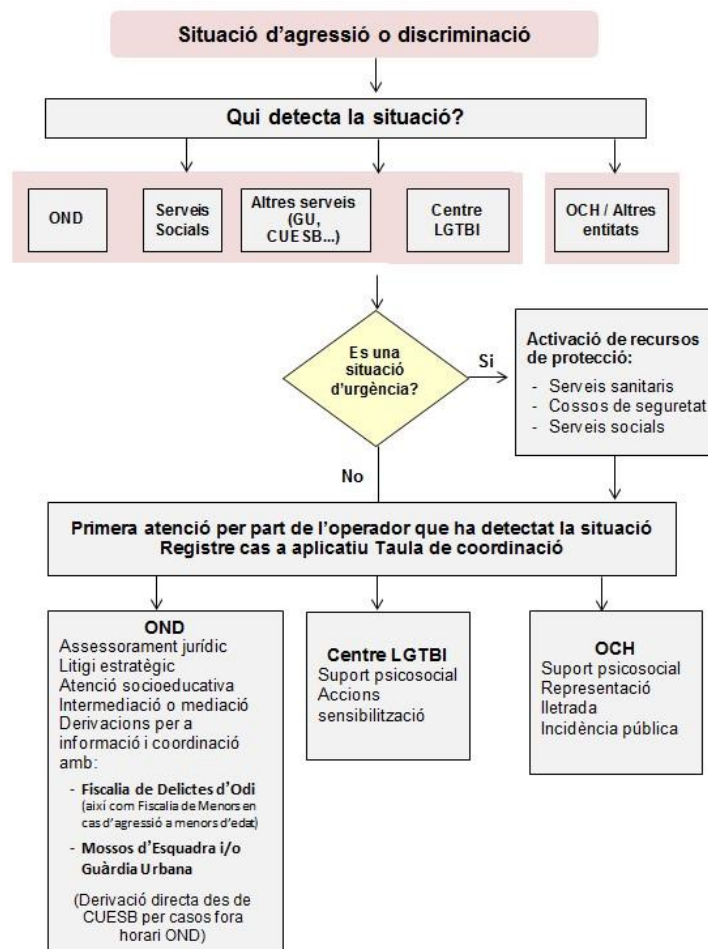 Situació d'agressió o discriminació
Qui detecta la situació?
OND
Serveis
Socials
Altres serveis
(GU,
CUESB...)
Centre
LGTBI
OCH / Altres
entitats
Es una
situació
d'urgència?
Si
No
Activació de recursos
de protecció:
- Serveis sanitaris
- Cossos de seguretat
- Serveis socials
Primera atenció per part de l'operador que ha detectat la situació
Registre cas a aplicatiu Taula de coordinació
OND
Assessorament jurídic
Litigi estratègic
Atenció socioeducativa
Intermediació o mediació
Derivacions per a
informació i coordinació
amb:
- Fiscalia de Delictes d'Odi
(així com Fiscalia de Menors en
cas d'agressió a menors d'edat)
- Mossos d'Esquadra i/o
Guàrdia Urbana
(Derivació directa des de
CUESB per casos fora
horari OND)
Centre LGTBI
Suport psicosocial
Accions
sensibilització
OCH
Suport psicosocial
Representació
lletrada
Incidència pública